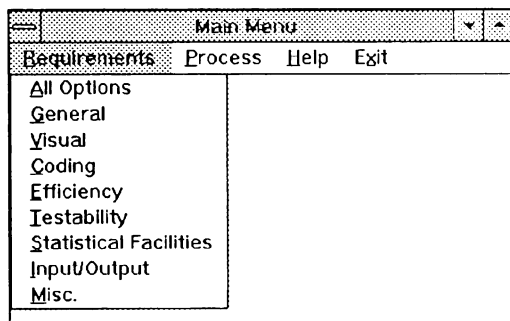 Main Menu
Requirements Process Help Exit
All Options
General
Visual
Coding
Efficiency
Testability
Statistical Facilities
Input/Output
Misc.